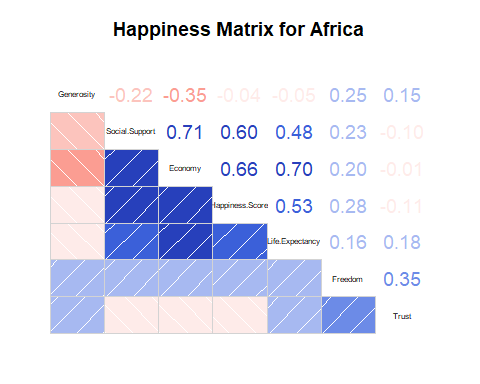 Happiness Matrix for Africa
Generosity -0.22 -0.35 -0.04 -0.05 0.25 0.15
Social.Support 0.71 0.60 0.48 0.23 -0.10
Economy 0.66 0.70 0.20 -0.01
Happiness.Score 0.53 0.28 -0.11
Life.Expectancy 0.16 0.18
Freedom 0.35
Trust